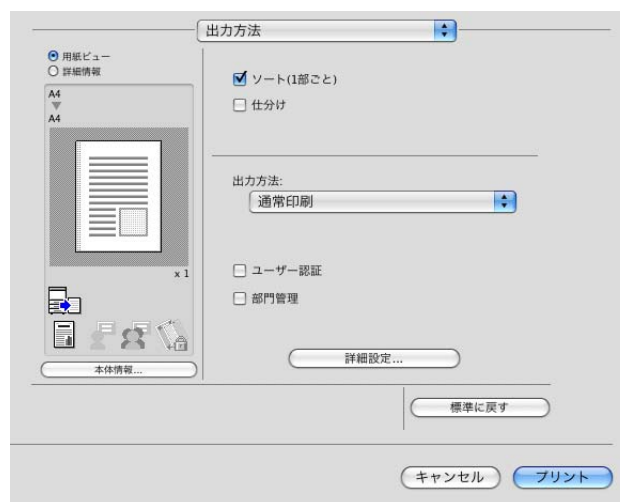 出力方法
用紙ビュー
詳細情報
A4
A4
x 1
本体情報...
ソート(1部ごと)
仕分け
出力方法:
通常印刷
ユーザー認証
部門管理
詳細設定...
標準に戻す
キャンセル
プリント